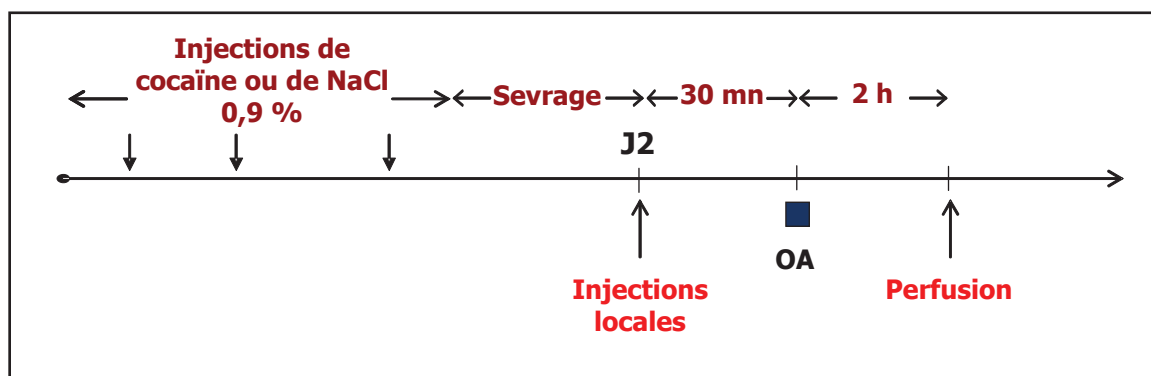 Injections de
cocaïne ou de NaCl
0,9 %
Sevrage
30 mn
2 h
J2
OA
Injections
locales
Perfusion